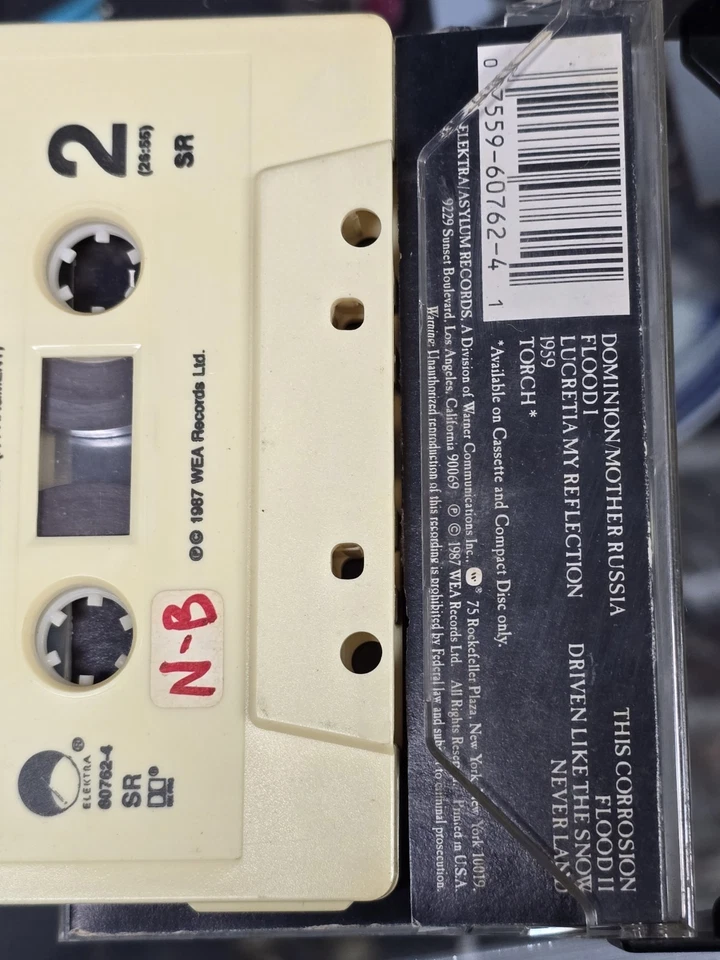 2
(26:55)
SR
℗© 1987 WEA Records Ltd.
N-B
ELEKTRA®
60762-4
SR
0 7559-60762-4 1
DOMINION/MOTHER RUSSIA
FLOOD I
LUCRETIA MY REFLECTION
1959
TORCH *
THIS CORROSION
FLOOD II
DRIVEN LIKE THE SNOW
NEVERLAND
*Available on Cassette and Compact Disc only.
ELEKTRA/ASYLUM RECORDS, A Division of Warner Communications Inc., ® 75 Rockefeller Plaza, New York, New York 10019.
9229 Sunset Boulevard, Los Angeles, California 90069 ℗ © 1987 WEA Records Ltd. All Rights Reserved. Printed in U.S.A.
Warning: Unauthorized reproduction of this recording is prohibited by Federal law and subject to criminal prosecution.